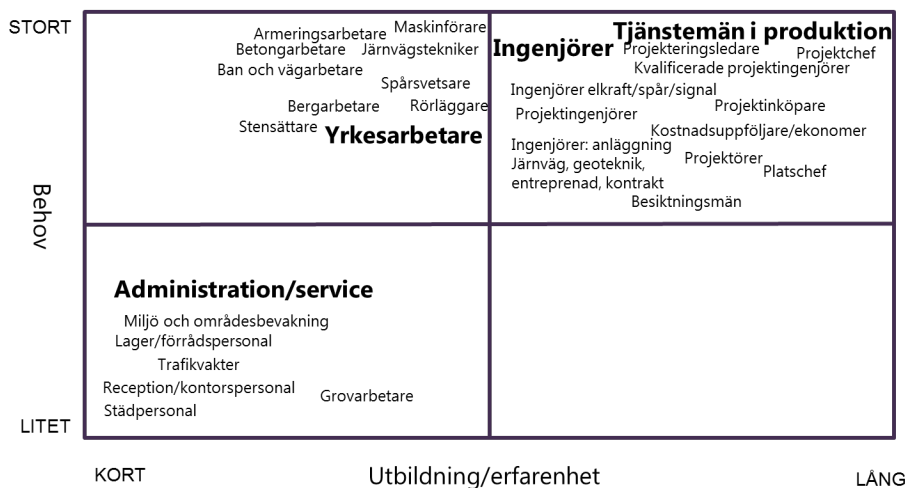 STORT
Armeringsarbetare
Maskinförare
Betongarbetare
Järnvägstekniker
Ban och vägarbetare
Spårsvetsare
Bergarbetare
Rörläggare
Stensättare
Yrkesarbetare
Tjänstemän i produktion
Ingenjörer
Projekteringsledare
Projektchef
Kvalificerade projektingenjörer
Ingenjörer elkraft/spår/signal
Projektinköpare
Projektingenjörer
Kostnadsuppföljare/ekonomer
Ingenjörer: anläggning
Järnväg, geoteknik,
entreprenad, kontrakt
Projektörer
Platschef
Besiktningsmän
Behov
Administration/service
Miljö och områdesbevakning
Lager/förrådspersonal
Trafikvakter
Reception/kontorspersonal
Grovarbetare
Städpersonal
LITET
KORT
Utbildning/erfarenhet
LÅNG